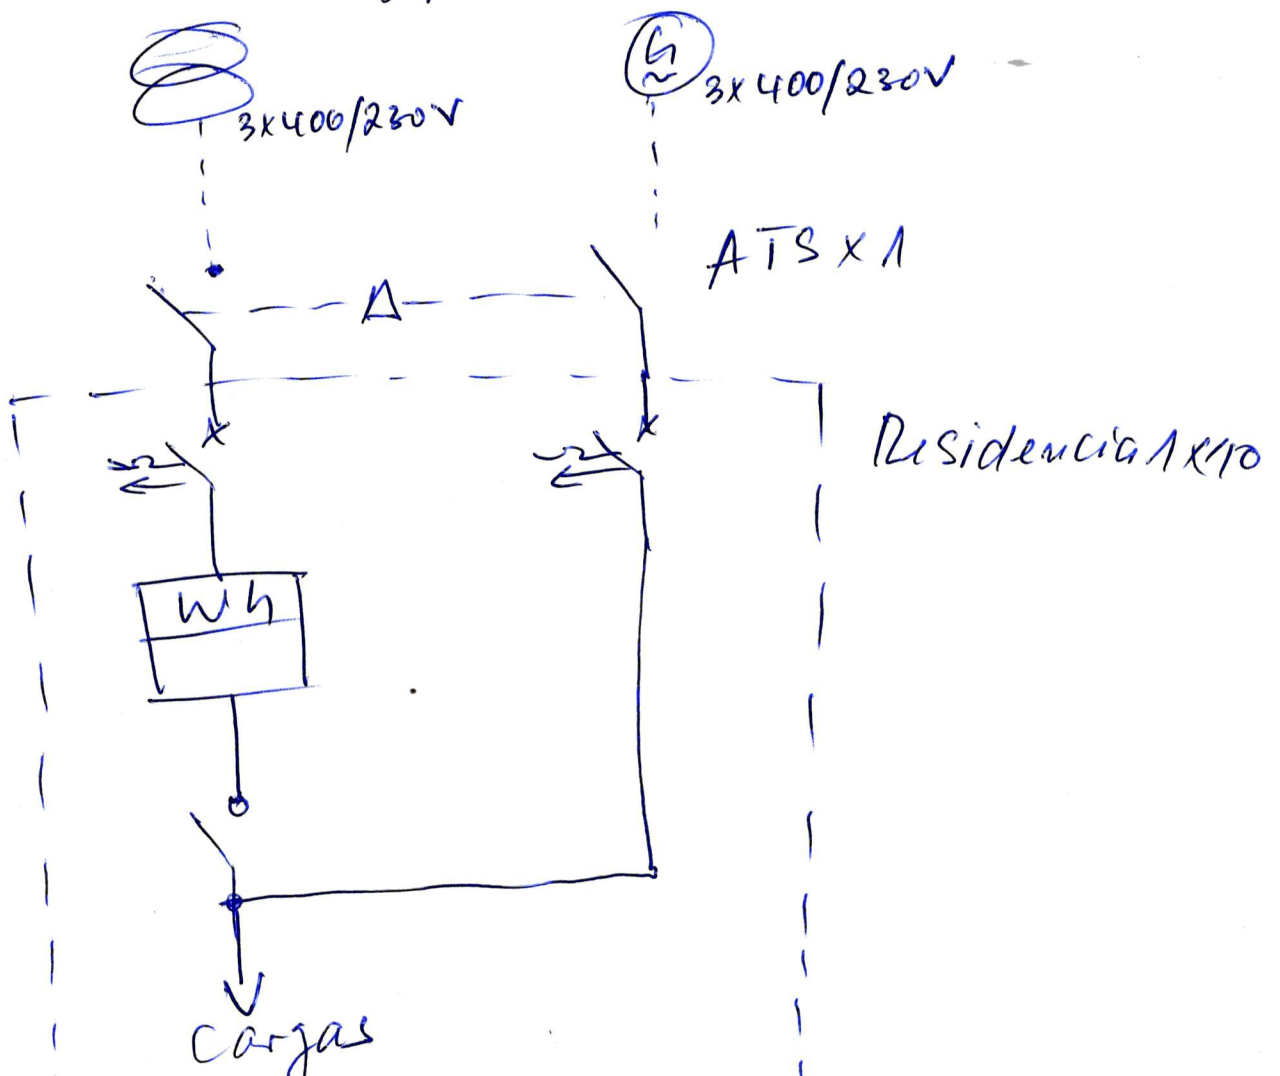 G
~
3x400/230V
3x400/230V
ATS x 1
Δ
Residencia 1x10
Wh
Cargas